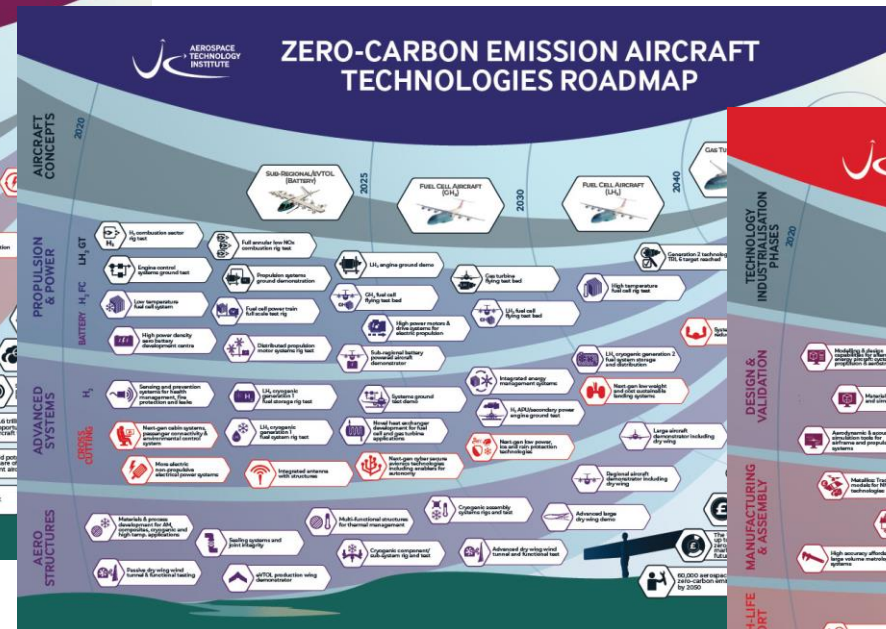 AEROSPACE
TECHNOLOGY
INSTITUTE
ZERO-CARBON EMISSION AIRCRAFT
TECHNOLOGIES ROADMAP
AIRCRAFT
CONCEPTS
2020
SUB-REGIONAL/EVTOL
(BATTERY)
2025
FUEL CELL AIRCRAFT
(GH₂)
2030
FUEL CELL AIRCRAFT
(LH₂)
2040
PROPULSION
& POWER
LH₂ GT
H₂ FC
BATTERY
H₂ combustion sector
rig test
Full annular low NOx
combustion rig test
LH₂ engine ground demo
Gas turbine
flying test bed
Generation 2 technology
TRL 6 target reached
Engine control
systems ground test
Propulsion systems
ground demonstration
GH₂ fuel cell
flying test bed
LH₂ fuel cell
flying test bed
High temperature
fuel cell rig test
Low temperature
fuel cell system
Fuel cell power train
full scale test rig
High power motors &
drive systems for
electric propulsion
High power density
aero battery
development centre
Distributed propulsion
motor systems rig test
Sub-regional battery
powered aircraft
demonstrator
LH₂ cryogenic generation 2
fuel system storage
and distribution
ADVANCED
SYSTEMS
H₂
CROSS
CUTTING
Sensing and prevention
systems for health
management, fire
protection and leaks
LH₂ cryogenic
generation 1
fuel storage rig test
Systems ground
test demo
Integrated energy
management systems
Next-gen low weight
and cost sustainable
landing systems
H₂ APU/secondary power
engine ground test
Next-gen cabin systems,
passenger connectivity &
environmental control
system
LH₂ cryogenic
generation 1
fuel system rig test
Novel heat exchanger
development for fuel
cell and gas turbine
applications
Next-gen low power,
ice and rain protection
technologies
Large aircraft
demonstrator including
dry wing
More electric
non-propulsive
electrical power systems
Integrated antenna
with structures
Next-gen cyber secure
avionics technologies
including enablers for
autonomy
Regional aircraft
demonstrator including
dry wing
AERO
STRUCTURES
Materials & process
development for AM,
composites, cryogenic and
high temp. applications
Sealing systems and
joint integrity
Multi-functional structures
for thermal management
Cryogenic assembly
systems rigs and test
Advanced large
dry wing demo
Passive dry wing wind
tunnel & functional testing
eVTOL production wing
demonstrator
Cryogenic component/
sub-system rig and test
Advanced dry wing wind
tunnel and functional test
60,000 aerospac
zero-carbon em
by 2050
TECHNOLOGY
INDUSTRIALISATION
PHASES
2020
DESIGN &
VALIDATION
Modelling & design
MANUFACTURING
& ASSEMBLY